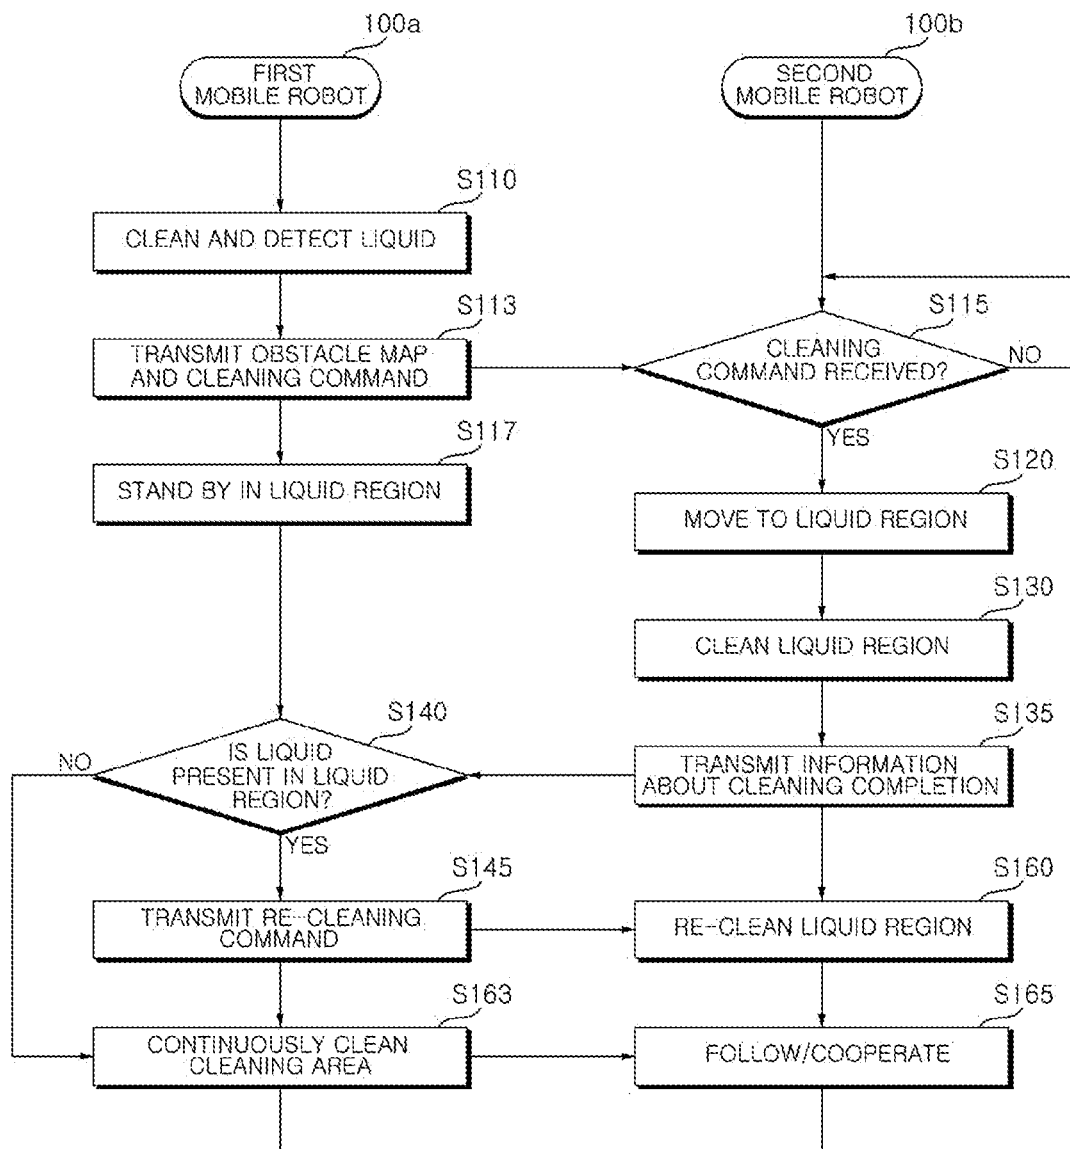 100a
FIRST
MOBILE ROBOT
100b
SECOND
MOBILE ROBOT
S110
CLEAN AND DETECT LIQUID
S113
TRANSMIT OBSTACLE MAP
AND CLEANING COMMAND
S115
CLEANING
COMMAND RECEIVED?
NO
YES
S117
STAND BY IN LIQUID REGION
S120
MOVE TO LIQUID REGION
S130
CLEAN LIQUID REGION
S135
TRANSMIT INFORMATION
ABOUT CLEANING COMPLETION
S140
IS LIQUID
PRESENT IN LIQUID
REGION?
NO
YES
S145
TRANSMIT RE-CLEANING
COMMAND
S160
RE-CLEAN LIQUID REGION
S163
CONTINUOUSLY CLEAN
CLEANING AREA
S165
FOLLOW/COOPERATE